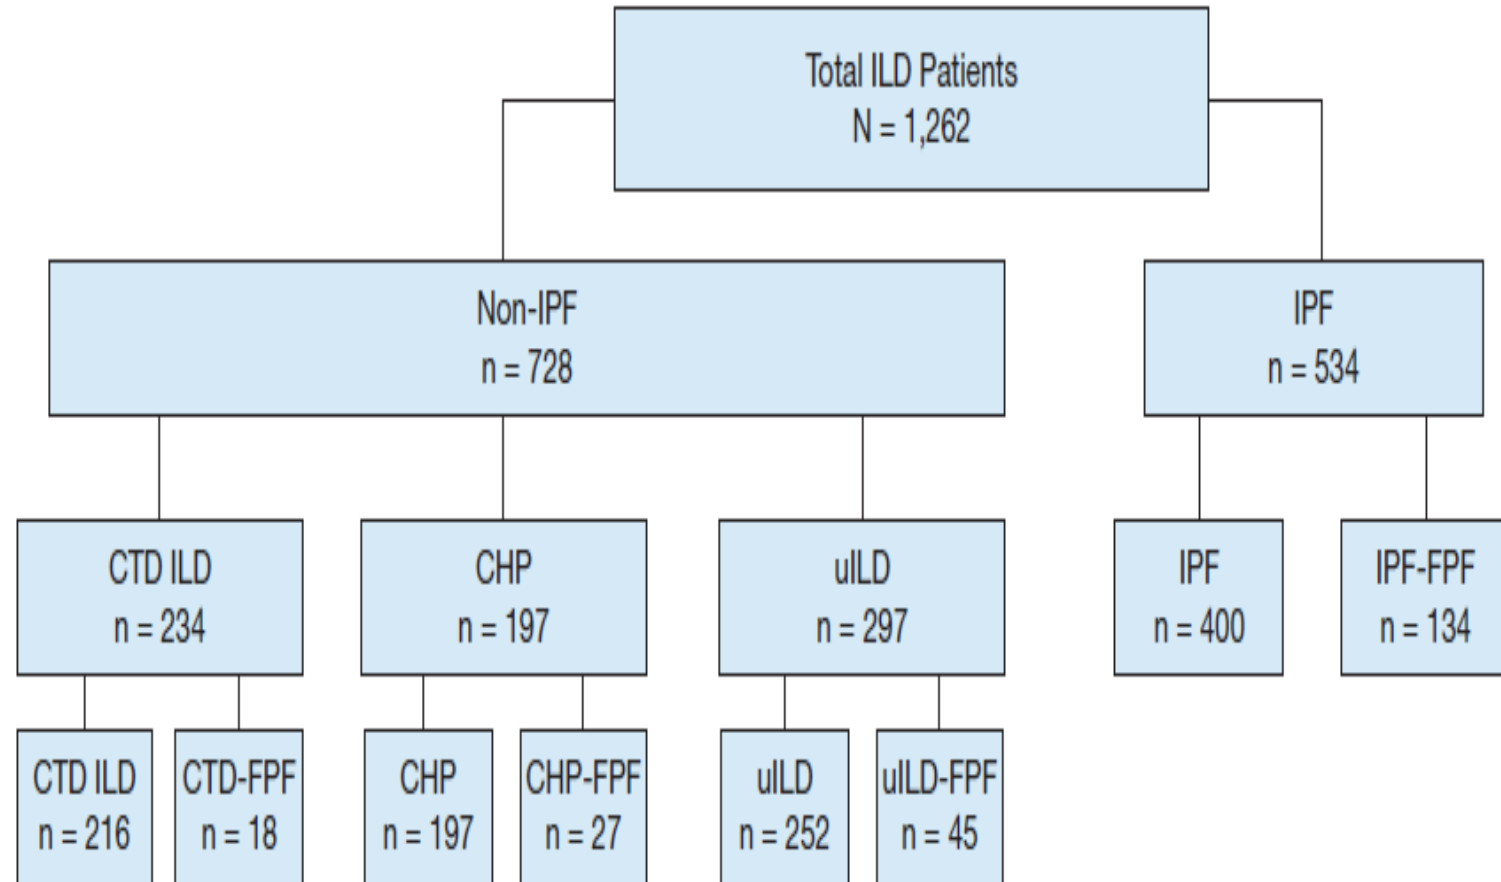 Total ILD Patients
N = 1,262
Non-IPF
n = 728
IPF
n = 534
CTD ILD
n = 234
CHP
n = 197
uILD
n = 297
IPF
n = 400
IPF-FPF
n = 134
CTD ILD
n = 216
CTD-FPF
n = 18
CHP
n = 197
CHP-FPF
n = 27
uILD
n = 252
uILD-FPF
n = 45